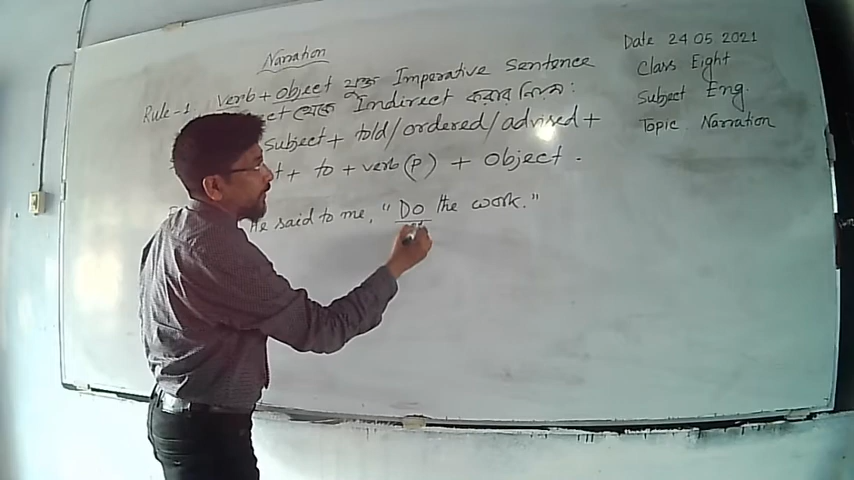 Narration
Date 24.05.2021
Class Eight
Subject Eng.
Topic. Narration
Rule-1 Verb + object যুক্ত Imperative Sentence
ct থেকে Indirect করার নিয়ম:
Subject + told/ordered/advised +
t + to + verb(P) + object.
He said to me, "Do the work."